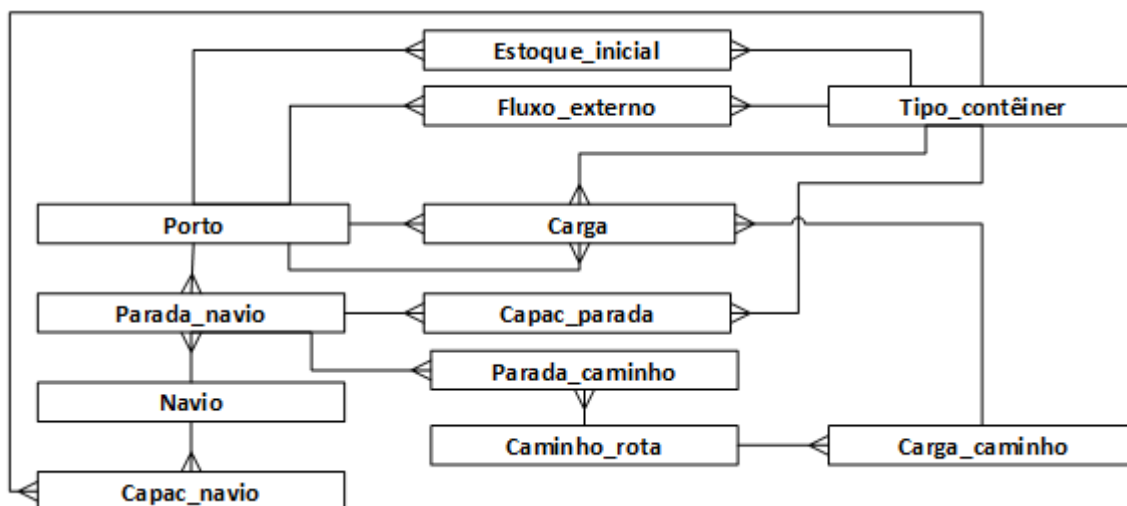 Estoque_inicial
Fluxo_externo
Tipo_contêiner
Porto
Carga
Parada_navio
Capac_parada
Parada_caminho
Navio
Caminho_rota
Carga_caminho
Capac_navio